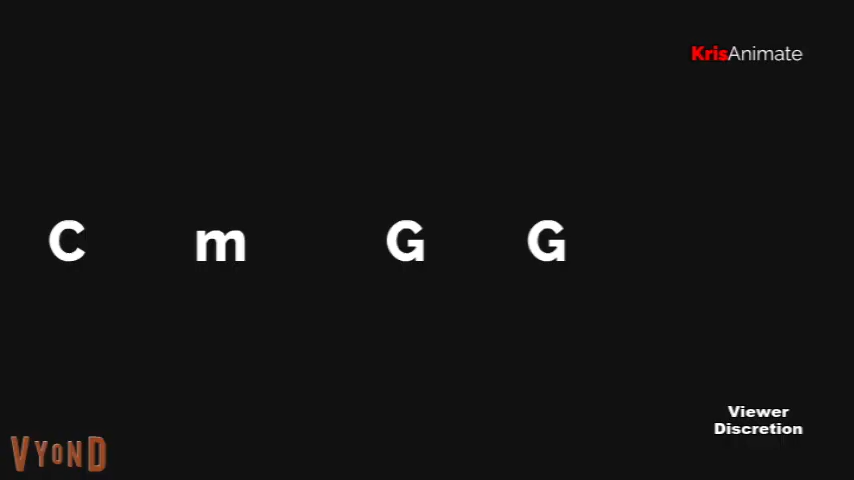 KrisAnimate
C m G G
Viewer
Discretion
VYOND